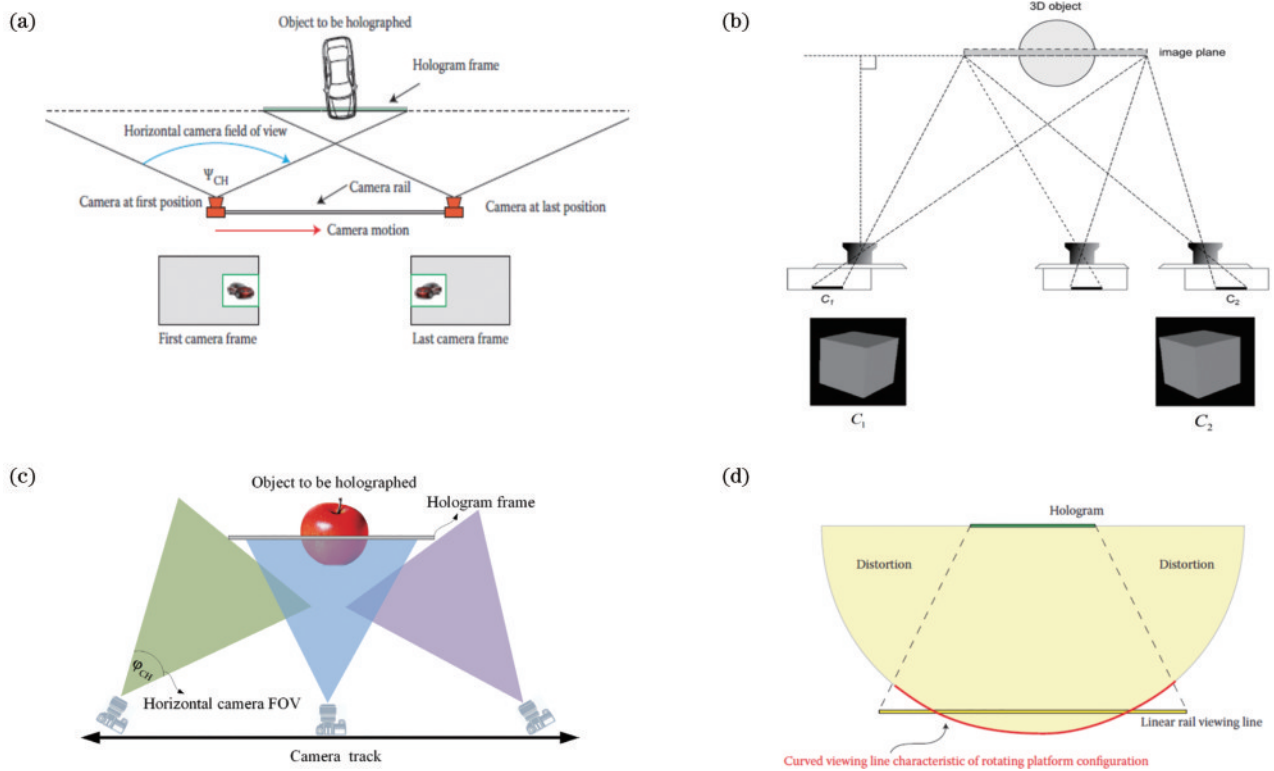 (a)
Object to be holographed
Hologram frame
Horizontal camera field of view
Ψ_CH
Camera rail
Camera at first position
Camera at last position
Camera motion
First camera frame
Last camera frame
(b)
3D object
image plane
C₁
C₂
C₁
C₂
(c)
Object to be holographed
Hologram frame
φ_CH
Horizontal camera FOV
Camera track
(d)
Hologram
Distortion
Distortion
Linear rail viewing line
Curved viewing line characteristic of rotating platform configuration